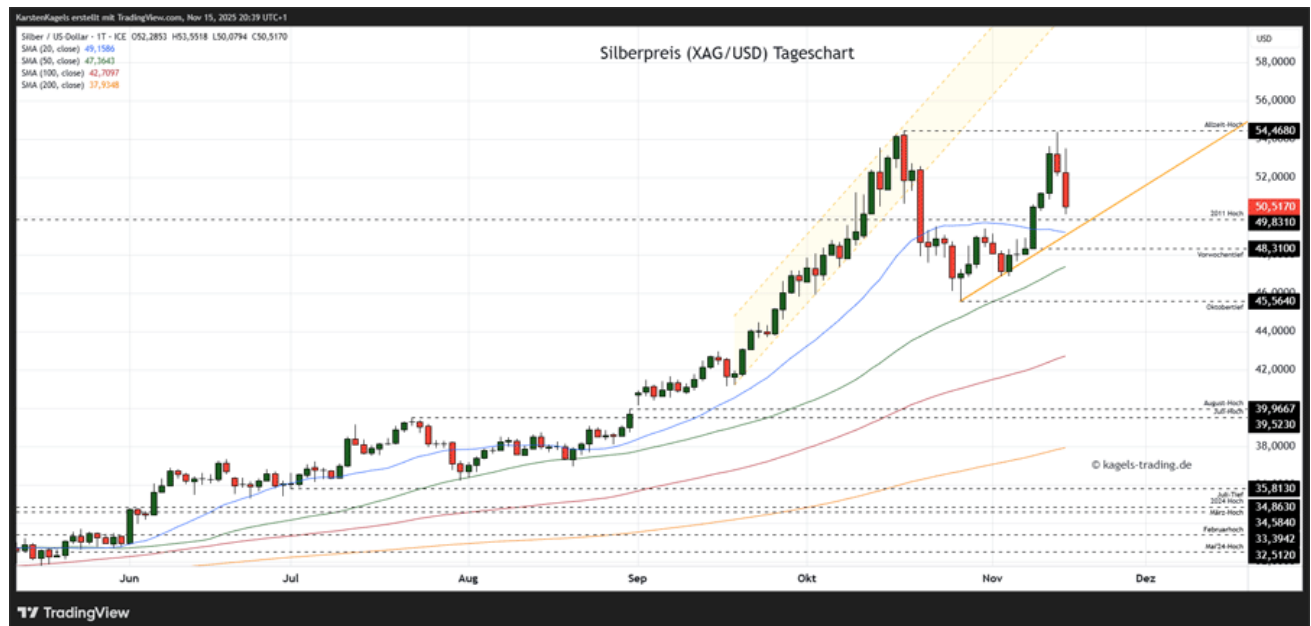 KarstenKagels erstellt mit TradingView.com, Nov 15, 2025 20:39 UTC+1
Silber / US-Dollar · 1T · ICE O52,2853 H53,5518 L50,0794 C50,5170
SMA (20, close) 49,1586
SMA (50, close) 47,3643
SMA (100, close) 42,7097
SMA (200, close) 37,9348
Silberpreis (XAG/USD) Tageschart
USD
58,0000
56,0000
Allzeit-Hoch 54,4680
52,0000
50,5170
2011 Hoch 49,8310
48,3100
Vorwochentief
46,0000
45,5640
Oktobertief
44,0000
42,0000
August-Hoch 39,9667
Juli-Hoch 39,5230
38,0000
© kagels-trading.de
35,8130
Juli-Tief
2024 Hoch 34,8630
März-Hoch 34,5840
Februarhoch 33,3942
Mai'24-Hoch 32,5120
Jun Jul Aug Sep Okt Nov Dez
TradingView